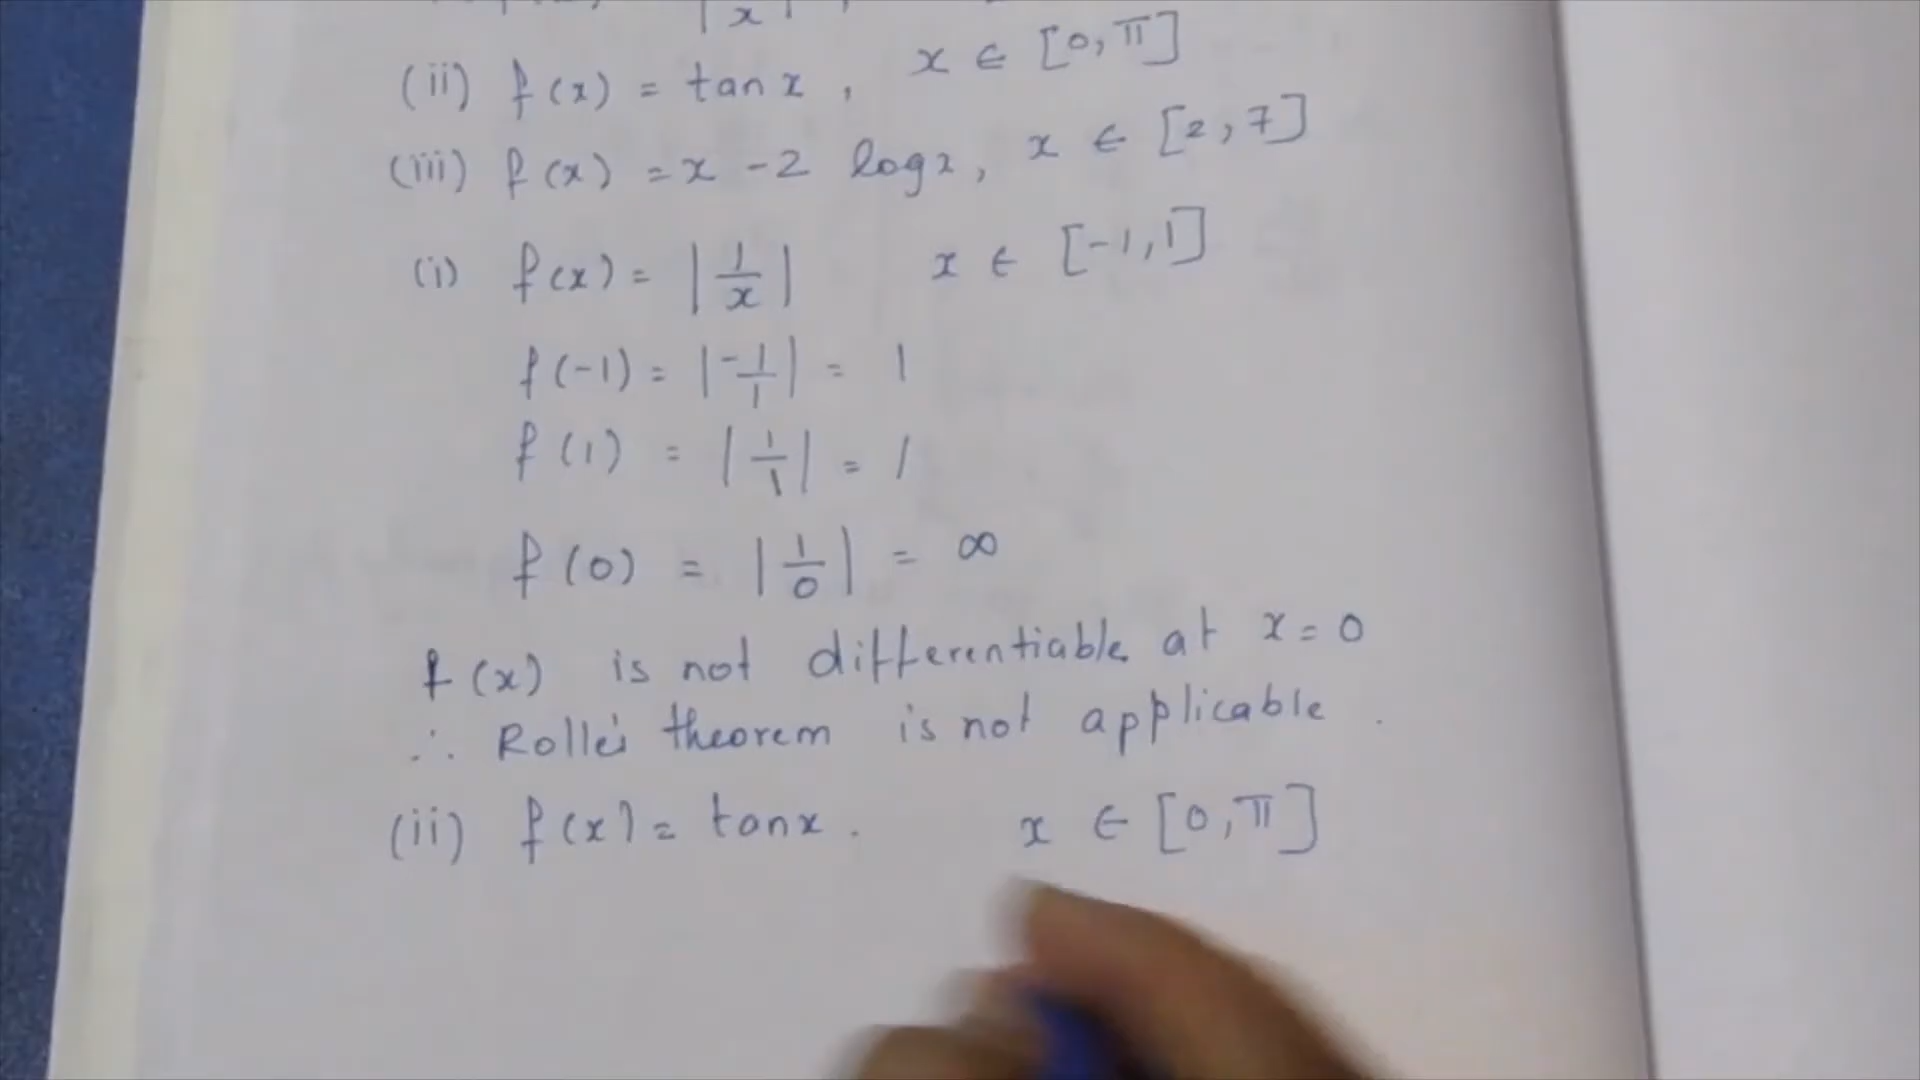 |x|,
(ii) f(x) = tan x, x ∈ [0, π]
(iii) f(x) = x - 2 log x, x ∈ [2, 7]
(i) f(x) = |1/x| x ∈ [-1, 1]
f(-1) = |-1/1| = 1
f(1) = |1/1| = 1
f(0) = |1/0| = ∞
f(x) is not differentiable at x = 0
∴ Rolle's theorem is not applicable.
(ii) f(x) = tan x. x ∈ [0, π]